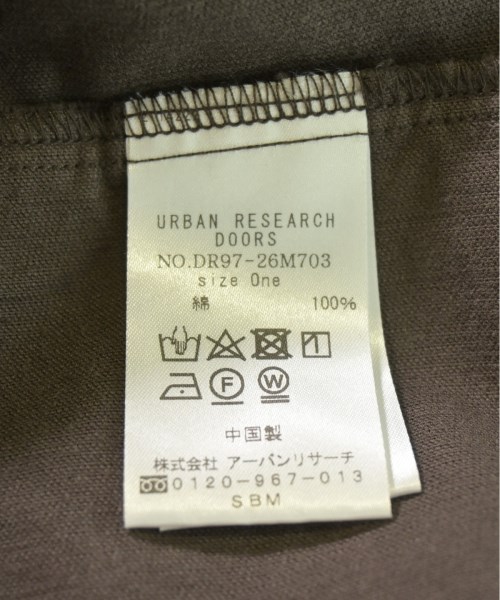 URBAN RESEARCH
DOORS
NO.DR97-26M703
size One
綿 100%
F W
中国製
株式会社 アーバンリサーチ
0120-967-013
SBM